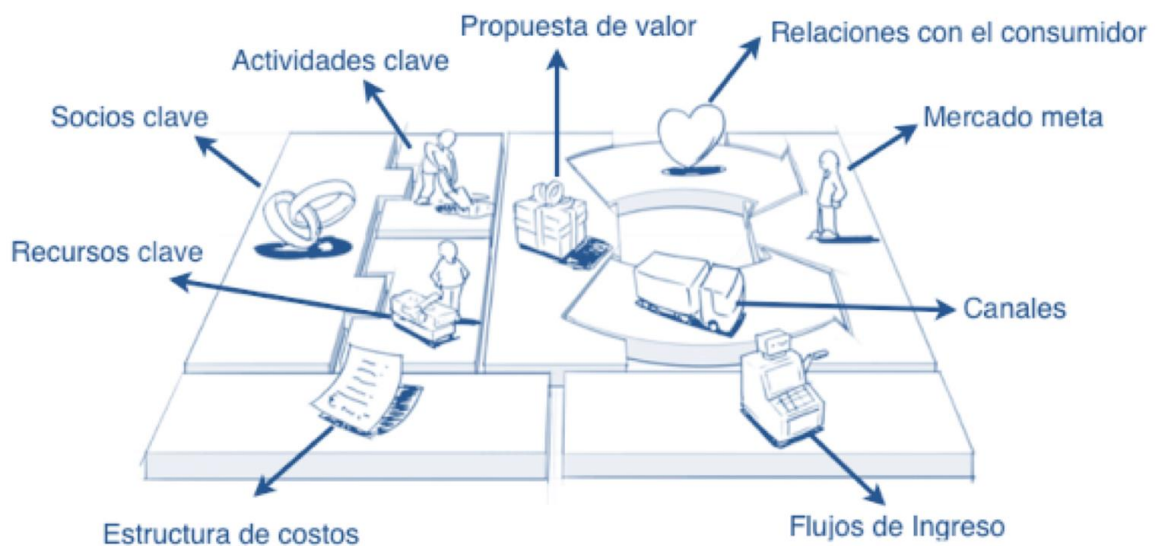 Propuesta de valor
Relaciones con el consumidor
Actividades clave
Socios clave
Mercado meta
Recursos clave
Canales
Estructura de costos
Flujos de Ingreso